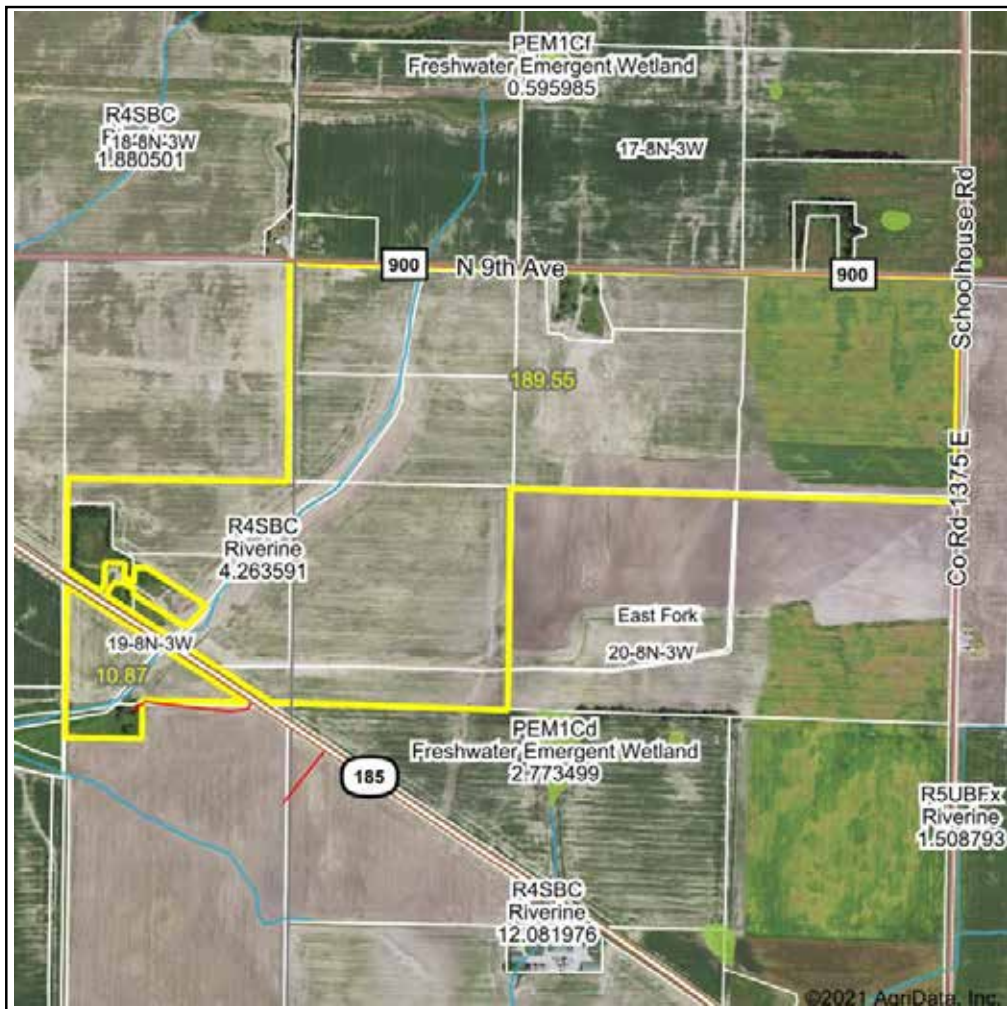 PEM1Cf
Freshwater Emergent Wetland
0.595985
R4SBC
18-8N-3W
1.880501
17-8N-3W
Schoolhouse Rd
900
N 9th Ave
900
189.55
Co Rd 1375 E
R4SBC
Riverine
4.263591
East Fork
19-8N-3W
20-8N-3W
10.87
PEM1Cd
Freshwater Emergent Wetland
2.773499
185
R5UBFx
Riverine
1.508793
R4SBC
Riverine
12.081976
©2021 AgriData, Inc.